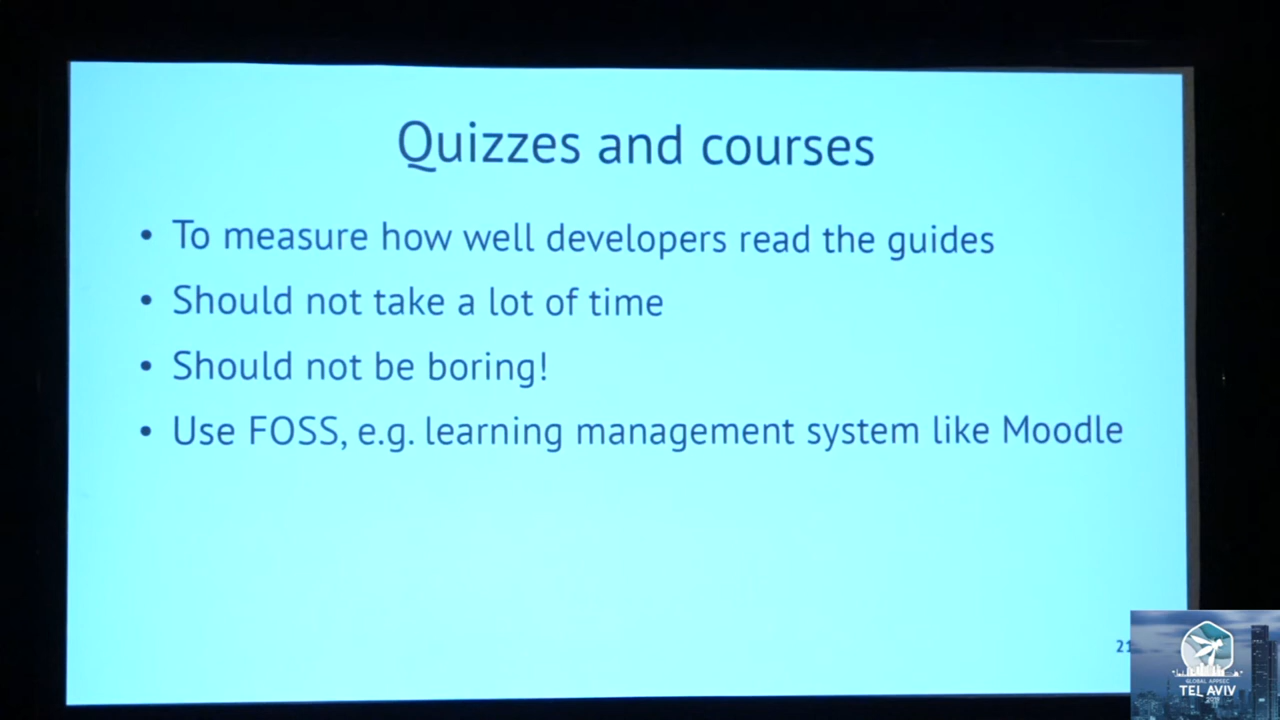 Quizzes and courses
• To measure how well developers read the guides
• Should not take a lot of time
• Should not be boring!
• Use FOSS, e.g. learning management system like Moodle
21
GLOBAL APPSEC
TEL AVIV